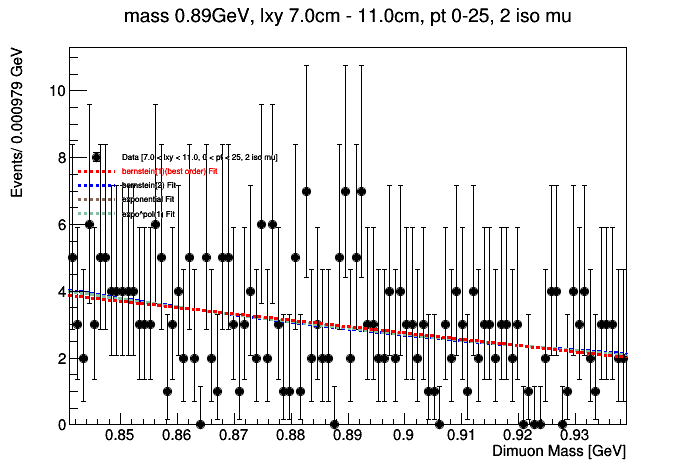 mass 0.89GeV, lxy 7.0cm - 11.0cm, pt 0-25, 2 iso mu
Events/ 0.000979 GeV
10
8
6
4
2
0
Data [7.0 < lxy < 11.0, 0 < pt < 25, 2 iso mu]
bernstein[1](best order) Fit
bernstein[2] Fit
exponential Fit
expo*pol[1] Fit
0.85 0.86 0.87 0.88 0.89 0.9 0.91 0.92 0.93
Dimuon Mass [GeV]